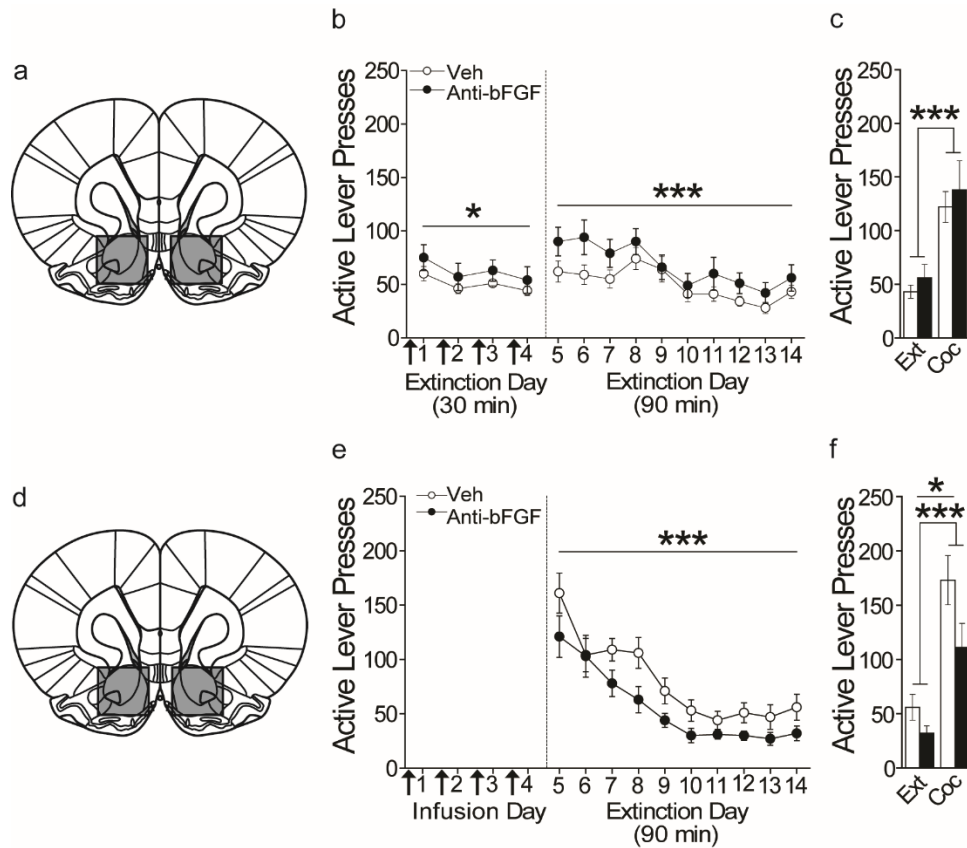 a
b
Active Lever Presses
250
200
150
100
50
0
Veh
Anti-bFGF
*
***
1 2 3 4
Extinction Day
(30 min)
5 6 7 8 9 10 11 12 13 14
Extinction Day
(90 min)
c
Active Lever Presses
250
200
150
100
50
0
***
Ext Coc
d
e
Active Lever Presses
250
200
150
100
50
0
Veh
Anti-bFGF
***
1 2 3 4
Infusion Day
5 6 7 8 9 10 11 12 13 14
Extinction Day
(90 min)
f
Active Lever Presses
250
200
150
100
50
0
*
***
Ext Coc